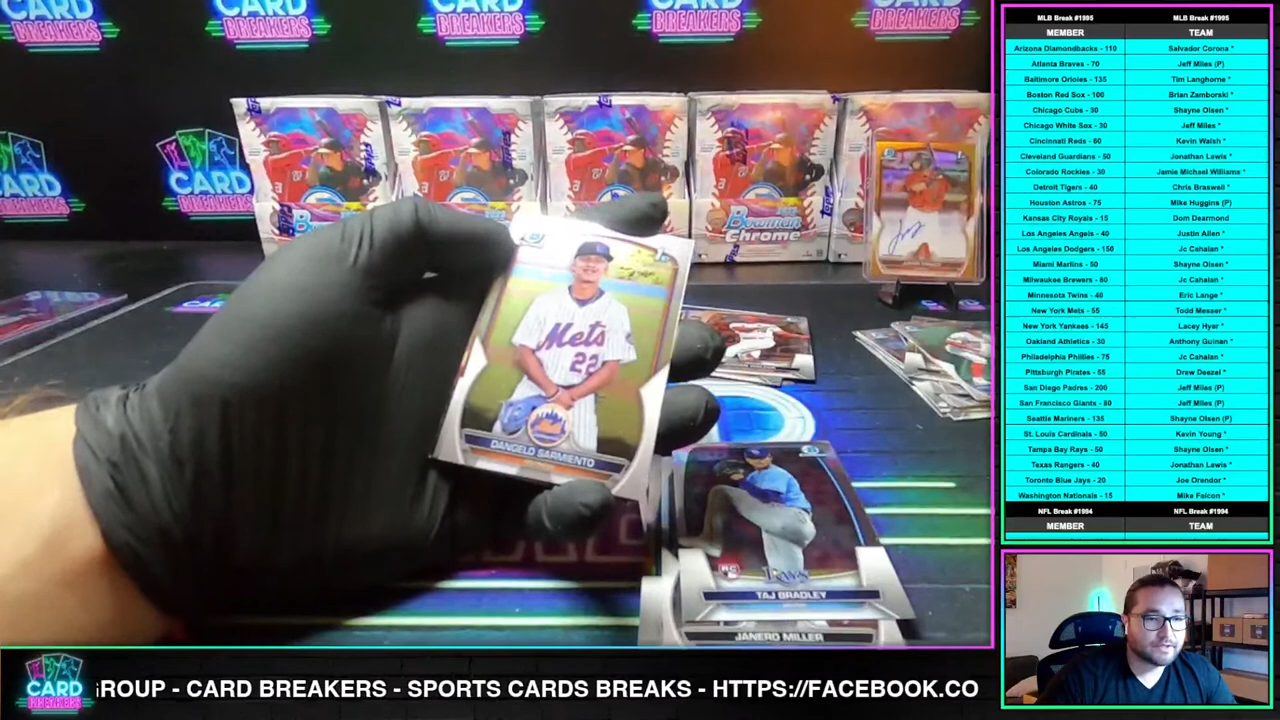 CARD
BREAKERS
CARD
BREAKERS
CARD
BREAKERS
CARD
BREAKERS
CARD
BREAKERS
CARD
BREAKERS
Bowman
Chrome
Mets
22
DANGELO SARMIENTO
RC
Rays
TAJ BRADLEY
JANERO MILLER
MLB Break #1995 MLB Break #1995
MEMBER TEAM
Arizona Diamondbacks - 110 Salvador Corona *
Atlanta Braves - 70 Jeff Miles (P)
Baltimore Orioles - 135 Tim Langhorne *
Boston Red Sox - 100 Brian Zamborski *
Chicago Cubs - 30 Shayne Olsen *
Chicago White Sox - 30 Jeff Miles *
Cincinnati Reds - 60 Kevin Walsh *
Cleveland Guardians - 50 Jonathan Lewis *
Colorado Rockies - 30 Jamie Michael Williams *
Detroit Tigers - 40 Chris Braswell *
Houston Astros - 75 Mike Huggins (P)
Kansas City Royals - 15 Dom Dearmond
Los Angeles Angels - 40 Justin Allen *
Los Angeles Dodgers - 150 Jc Cahalan *
Miami Marlins - 50 Shayne Olsen *
Milwaukee Brewers - 80 Jc Cahalan *
Minnesota Twins - 40 Eric Lange *
New York Mets - 55 Todd Messer *
New York Yankees - 145 Lacey Hyer *
Oakland Athletics - 30 Anthony Guinan *
Philadelphia Phillies - 75 Jc Cahalan *
Pittsburgh Pirates - 55 Drew Deezel *
San Diego Padres - 200 Jeff Miles (P)
San Francisco Giants - 80 Jeff Miles (P)
Seattle Mariners - 135 Shayne Olsen (P)
St. Louis Cardinals - 50 Kevin Young *
Tampa Bay Rays - 50 Shayne Olsen *
Texas Rangers - 40 Jonathan Lewis *
Toronto Blue Jays - 20 Joe Orendor *
Washington Nationals - 15 Mike Falcon *
NFL Break #1994 NFL Break #1994
MEMBER TEAM
CARD
BREAKERS
GROUP - CARD BREAKERS - SPORTS CARDS BREAKS - HTTPS://FACEBOOK.CO